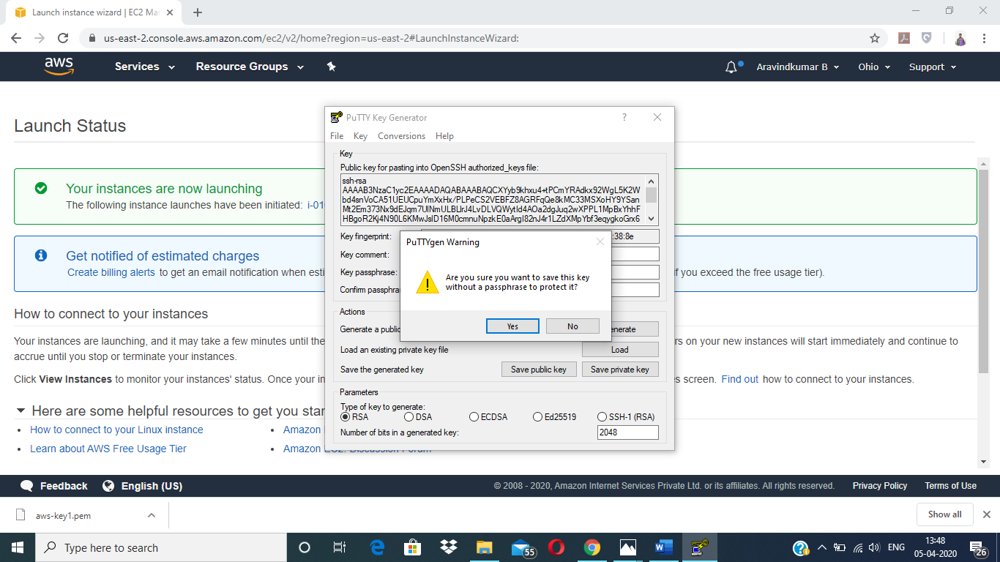 Launch instance wizard | EC2 Ma
us-east-2.console.aws.amazon.com/ec2/v2/home?region=us-east-2#LaunchInstanceWizard:
aws Services Resource Groups Aravindkumar B Ohio Support
Launch Status
Your instances are now launching
The following instance launches have been initiated: i-01
Get notified of estimated charges
Create billing alerts to get an email notification when esti
if you exceed the free usage tier).
How to connect to your instances
Your instances are launching, and it may take a few minutes until the
rs on your new instances will start immediately and continue to
accrue until you stop or terminate your instances.
Click View Instances to monitor your instances' status. Once your in
s screen. Find out how to connect to your instances.
Here are some helpful resources to get you star
How to connect to your Linux instance
Amazon
Learn about AWS Free Usage Tier
Amazon EC2: Discussion Forum
PuTTY Key Generator ?
File Key Conversions Help
Key
Public key for pasting into OpenSSH authorized_keys file:
ssh-rsa
AAAAB3NzaC1yc2EAAAADAQABAAABAQCXYyb9khxu4+tPCmYRAdkx92WgL5K2W
bd4snVoCA51UEUCpuYmXxHx/PLPeCS2VEBFZ8AGRFqQe8kMC33MSXoHY9YSan
Mt2Em373Nx9dEJqm7UlNmULBLlrJ4LvDLVQWytId4AOa2dgJuq2wXPPL1MpBxYhhF
HBgoR2Kj4N90L6KMwJslD16M0cmnuNpzkE0aArgI82nJ4r1LZdXMpYbf3eqygkoGrx6
Key fingerprint: :38:8e
Key comment:
Key passphrase:
Confirm passphra
PuTTYgen Warning
Are you sure you want to save this key
without a passphrase to protect it?
Yes No
Actions
Generate a public enerate
Load an existing private key file Load
Save the generated key Save public key Save private key
Parameters
Type of key to generate:
RSA DSA ECDSA Ed25519 SSH-1 (RSA)
Number of bits in a generated key: 2048
Feedback English (US) © 2008 - 2020, Amazon Internet Services Private Ltd. or its affiliates. All rights reserved. Privacy Policy Terms of Use
aws-key1.pem Show all
Type here to search 55 ENG 13:48
05-04-2020 26